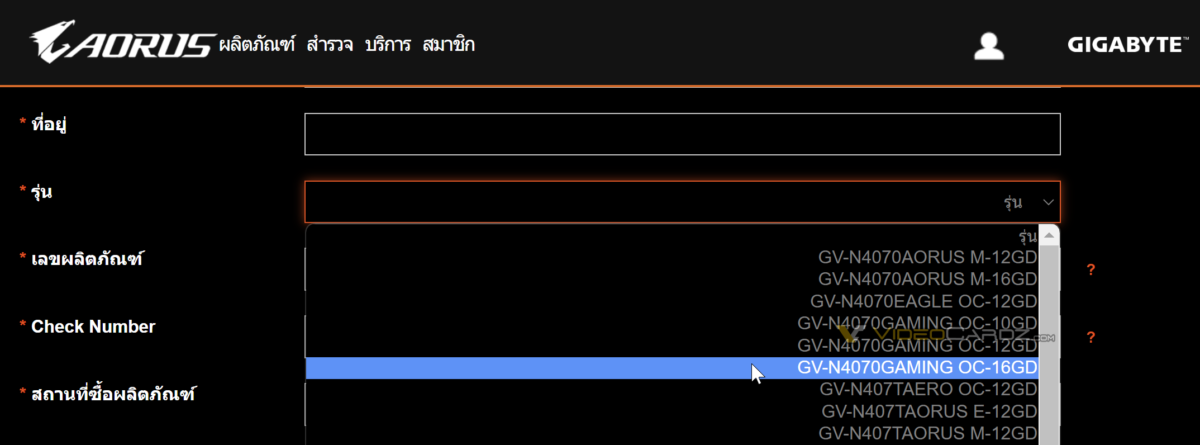 AORUS ผลิตภัณฑ์ สำรวจ บริการ สมาชิก GIGABYTE™
* ที่อยู่
* รุ่น
รุ่น
รุ่น
GV-N4070AORUS M-12GD
* เลขผลิตภัณฑ์
?
GV-N4070AORUS M-16GD
GV-N4070EAGLE OC-12GD
GV-N4070GAMING OC-10GD
* Check Number
?
VIDEOCARDZ.COM
GV-N4070GAMING OC-12GD
GV-N4070GAMING OC-16GD
* สถานที่ซื้อผลิตภัณฑ์
GV-N407TAERO OC-12GD
GV-N407TAORUS E-12GD
GV-N407TAORUS M-12GD